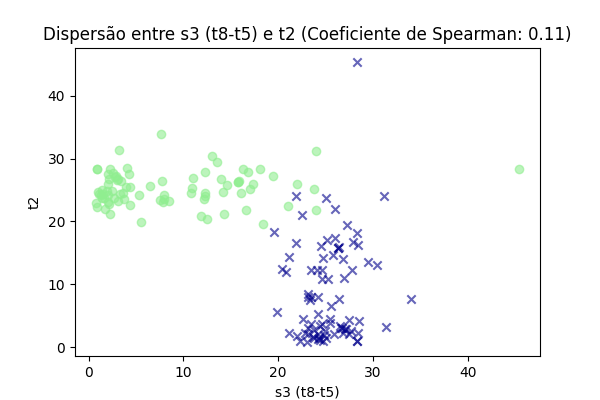 Dispersão entre s3 (t8-t5) e t2 (Coeficiente de Spearman: 0.11)
t2
40
30
20
10
0
0 10 20 30 40
s3 (t8-t5)